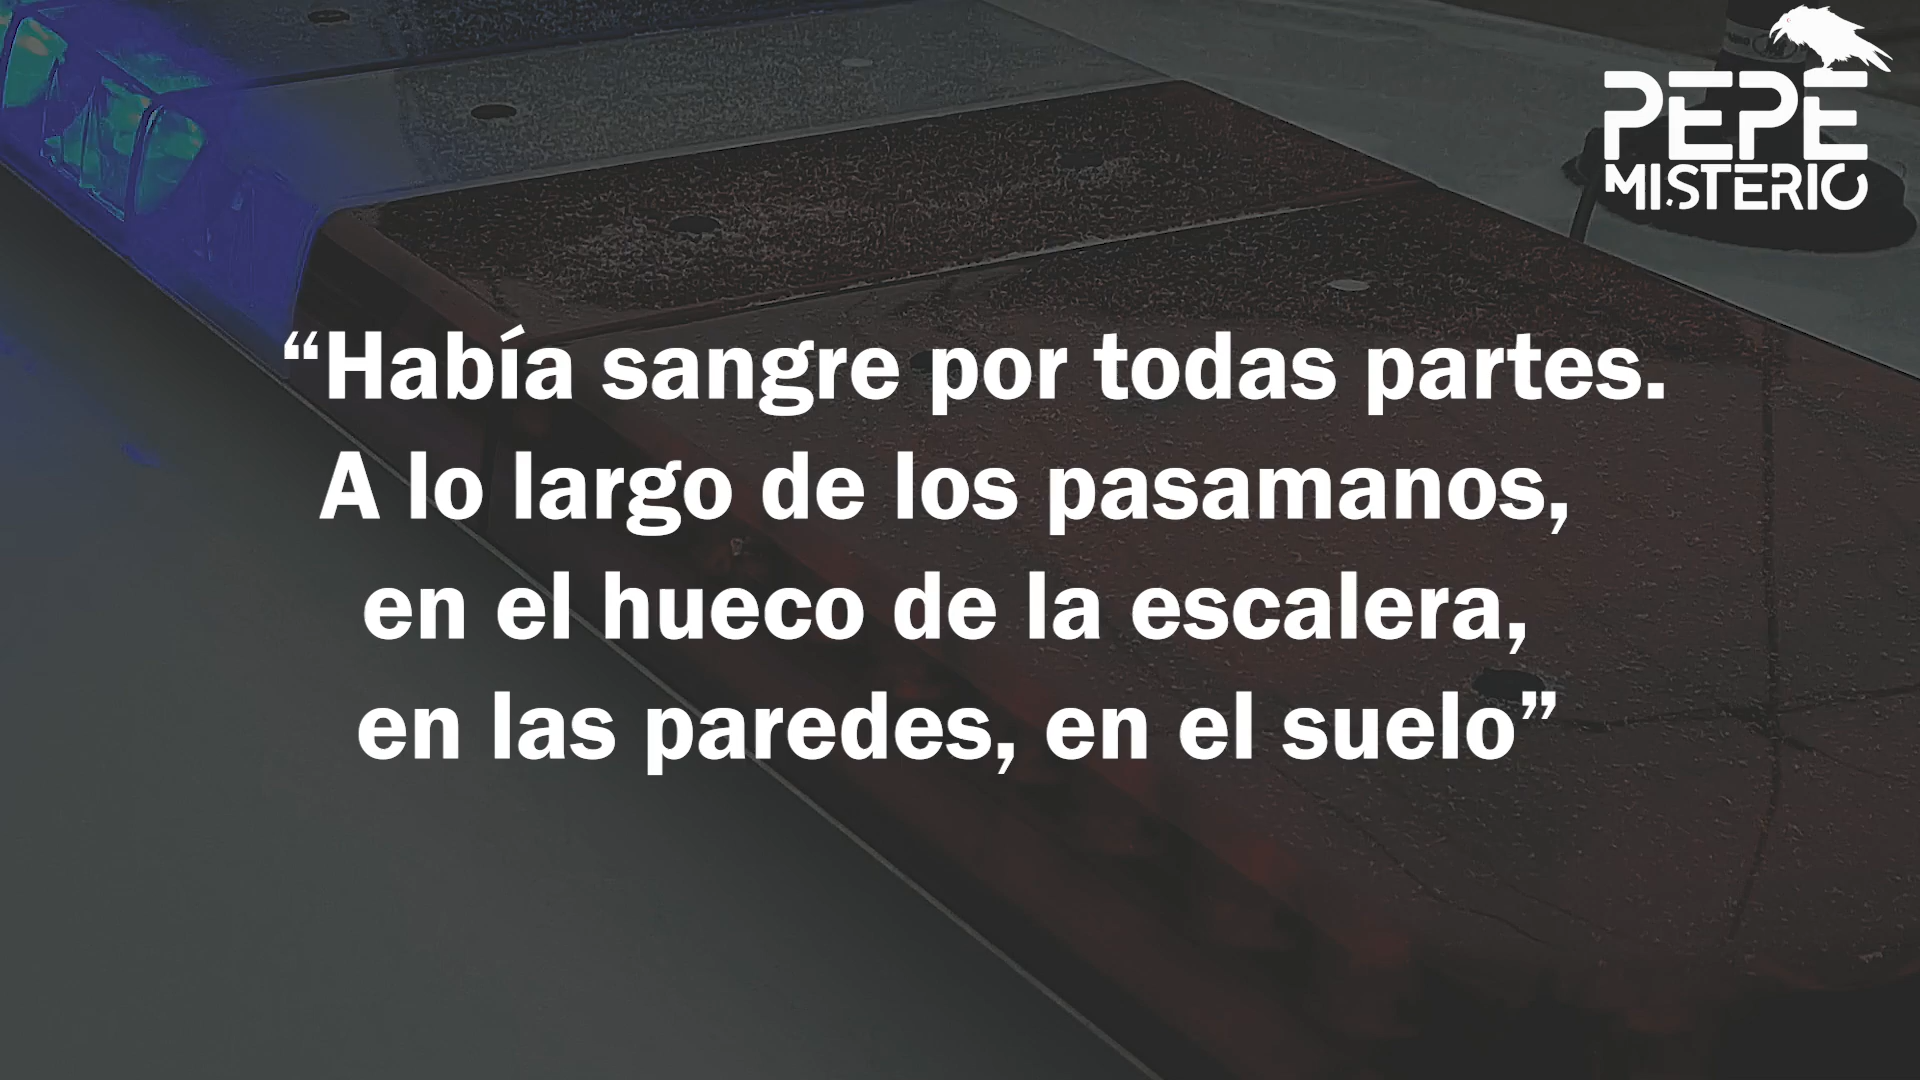 PEPE
MISTERIO
“Había sangre por todas partes.
A lo largo de los pasamanos,
en el hueco de la escalera,
en las paredes, en el suelo”